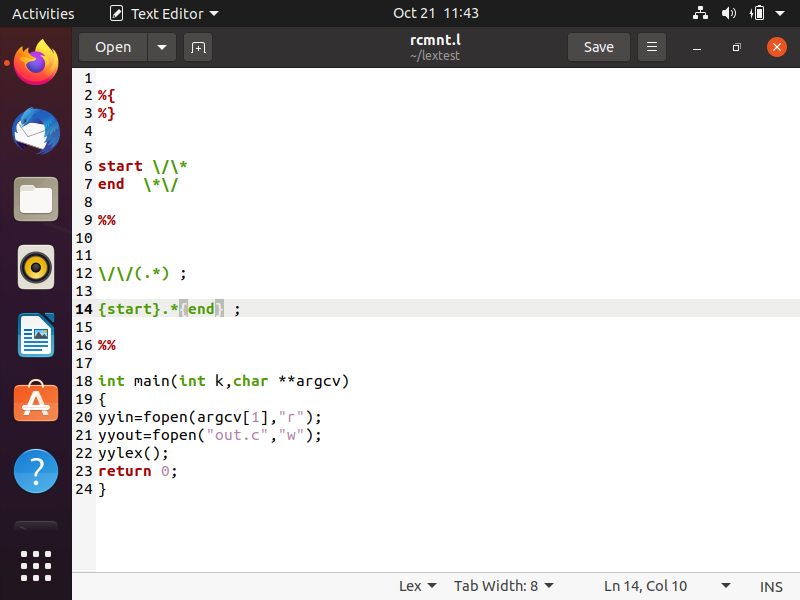 Activities Text Editor Oct 21 11:43
Open rcmnt.l Save
~/lextest
1
2 %{
3 %}
4
5
6 start \/\*
7 end  \*\/
8
9 %%
10
11
12 \/\/(.*) ;
13
14 {start}.*{end} ;
15
16 %%
17
18 int main(int k,char **argcv)
19 {
20 yyin=fopen(argcv[1],"r");
21 yyout=fopen("out.c","w");
22 yylex();
23 return 0;
24 }
Lex Tab Width: 8 Ln 14, Col 10 INS